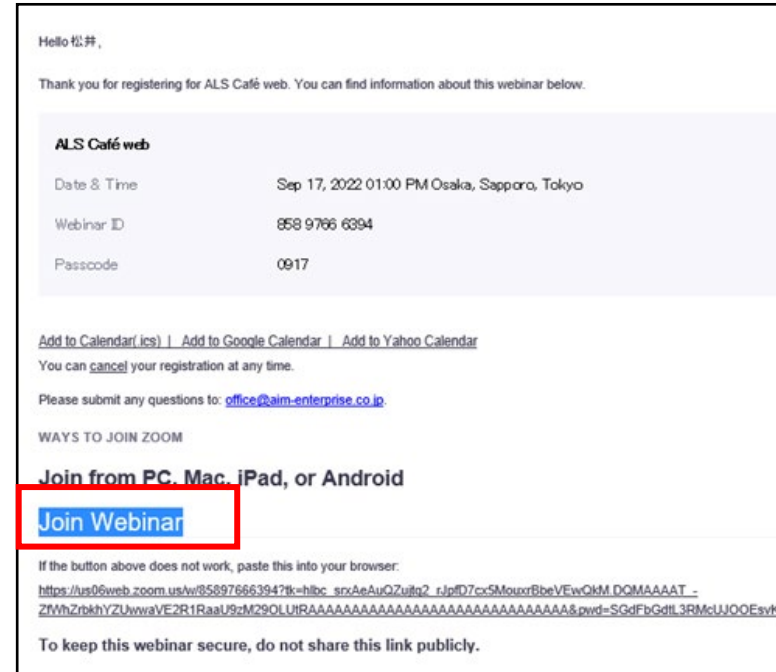 Hello 松井,
Thank you for registering for ALS Café web. You can find information about this webinar below.
ALS Café web
Date & Time Sep 17, 2022 01:00 PM Osaka, Sapporo, Tokyo
Webinar ID 858 9766 6394
Passcode 0917
Add to Calendar(.ics) | Add to Google Calendar | Add to Yahoo Calendar
You can cancel your registration at any time.
Please submit any questions to: office@aim-enterprise.co.jp.
WAYS TO JOIN ZOOM
Join from PC, Mac, iPad, or Android
Join Webinar
If the button above does not work, paste this into your browser:
To keep this webinar secure, do not share this link publicly.